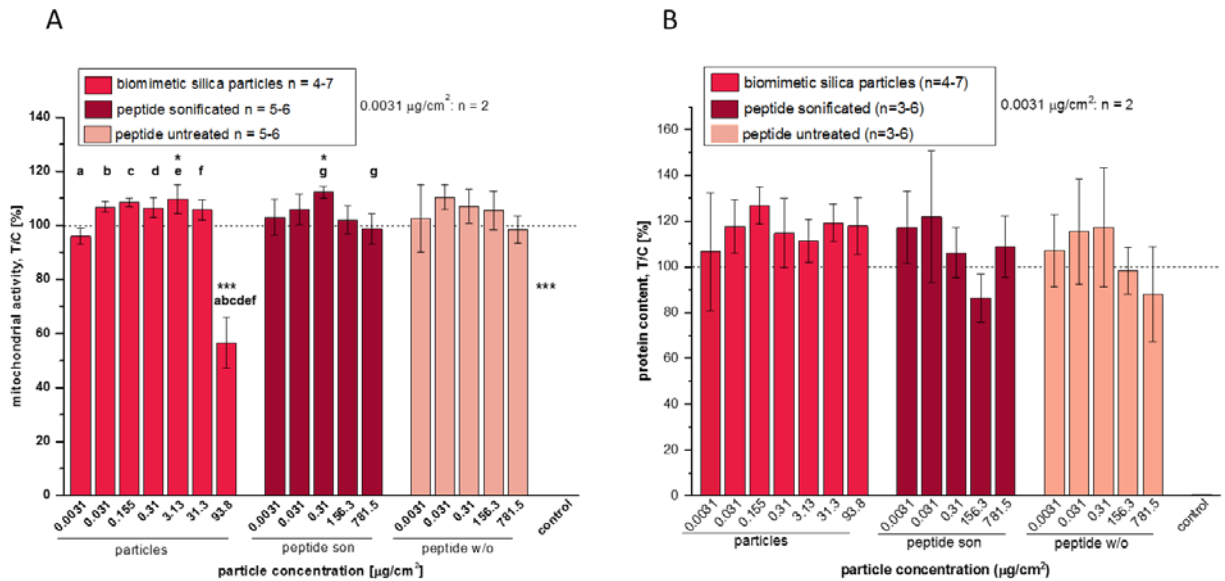 A
biomimetic silica particles n = 4-7
peptide sonificated n = 5-6
peptide untreated n = 5-6
0.0031 µg/cm²: n = 2
mitochondrial activity, T/C [%]
140
120
100
80
60
40
20
0
a b c d * e f
*** abcdef
* g g
***
0.0031 0.031 0.155 0.31 3.13 31.3 93.8 0.0031 0.031 0.31 156.3 781.5 0.0031 0.031 0.31 156.3 781.5 control
particles peptide son peptide w/o
particle concentration [µg/cm²]
B
biomimetic silica particles (n=4-7)
peptide sonificated (n=3-6)
peptide untreated (n=3-6)
0.0031 µg/cm²: n = 2
protein content, T/C [%]
160
140
120
100
80
60
40
20
0
0.0031 0.031 0.155 0.31 3.13 31.3 93.8 0.0031 0.031 0.31 156.3 781.5 0.0031 0.031 0.31 156.3 781.5 control
particles peptide son peptide w/o
particle concentration (µg/cm²)